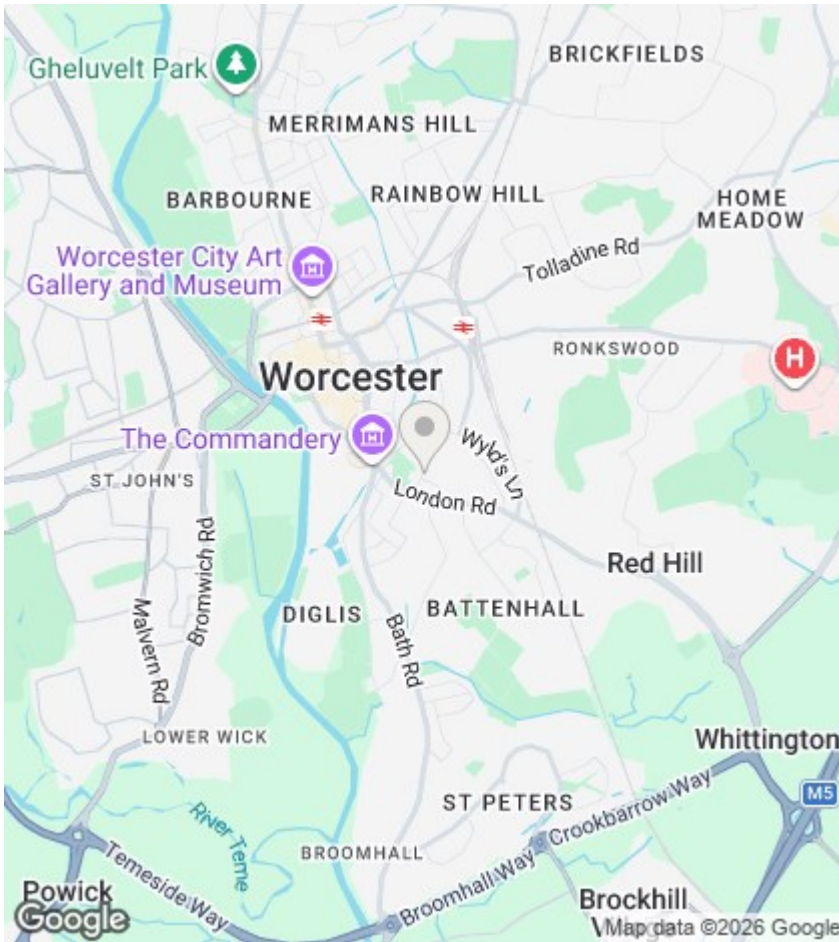 BRICKFIELDS
Gheluvelt Park
MERRIMANS HILL
BARBOURNE
RAINBOW HILL
HOME
MEADOW
Worcester City Art
Gallery and Museum
Tolladine Rd
RONKSWOOD
H
Worcester
The Commandery
Wyld's Ln
ST JOHN'S
London Rd
Bromwich Rd
Red Hill
DIGLIS
BATTENHALL
Malvern Rd
Bath Rd
LOWER WICK
Whittington
M5
Crookbarrow Way
ST PETERS
River Teme
BROOMHALL
Temeside Way
Broomhall Way
Powick
Brockhill
Google
Map data ©2026 Google